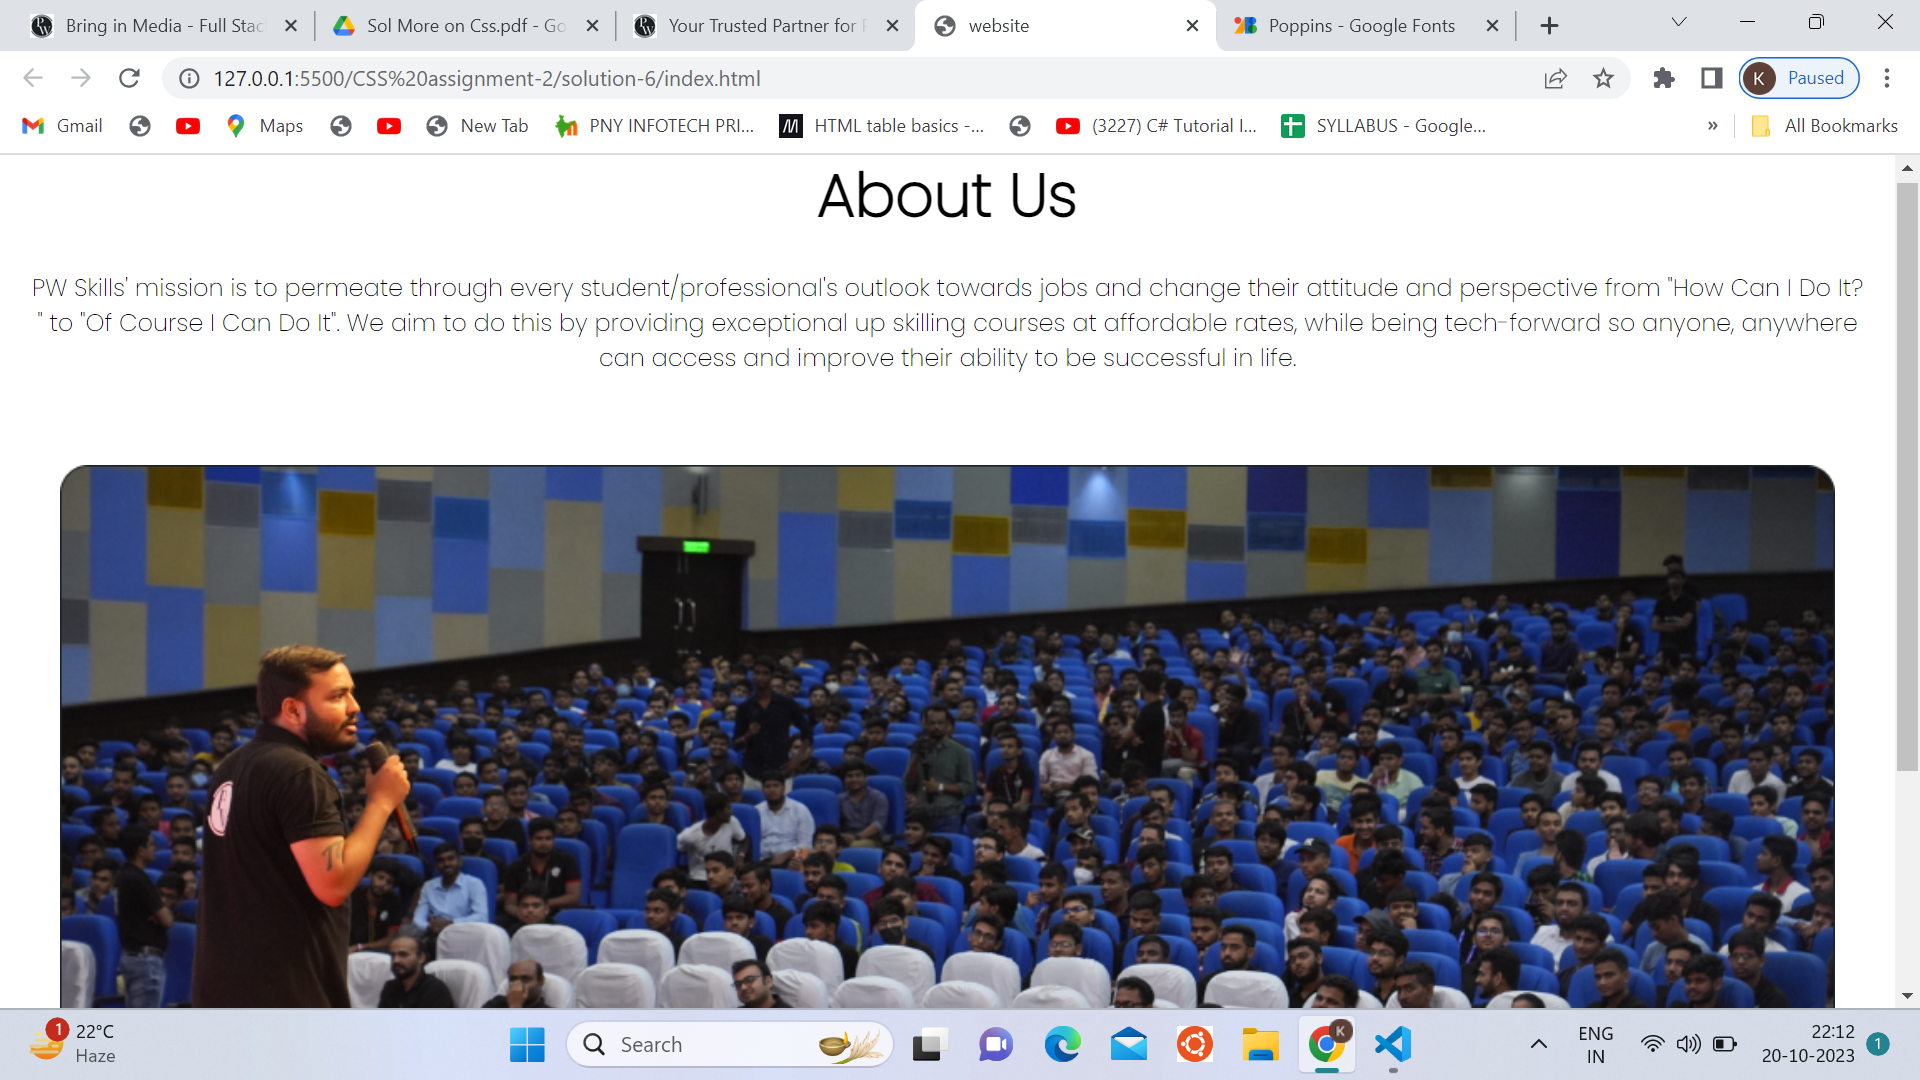 Bring in Media - Full Stac
Sol More on Css.pdf - Go
Your Trusted Partner for
website
Poppins - Google Fonts
127.0.0.1:5500/CSS%20assignment-2/solution-6/index.html
K
Paused
Gmail
Maps
New Tab
PNY INFOTECH PRI...
HTML table basics -...
(3227) C# Tutorial I...
SYLLABUS - Google...
»
All Bookmarks
About Us
PW Skills' mission is to permeate through every student/professional's outlook towards jobs and change their attitude and perspective from "How Can I Do It?
" to "Of Course I Can Do It". We aim to do this by providing exceptional up skilling courses at affordable rates, while being tech-forward so anyone, anywhere
can access and improve their ability to be successful in life.
1
22°C
Haze
Search
K
ENG
IN
22:12
20-10-2023
1